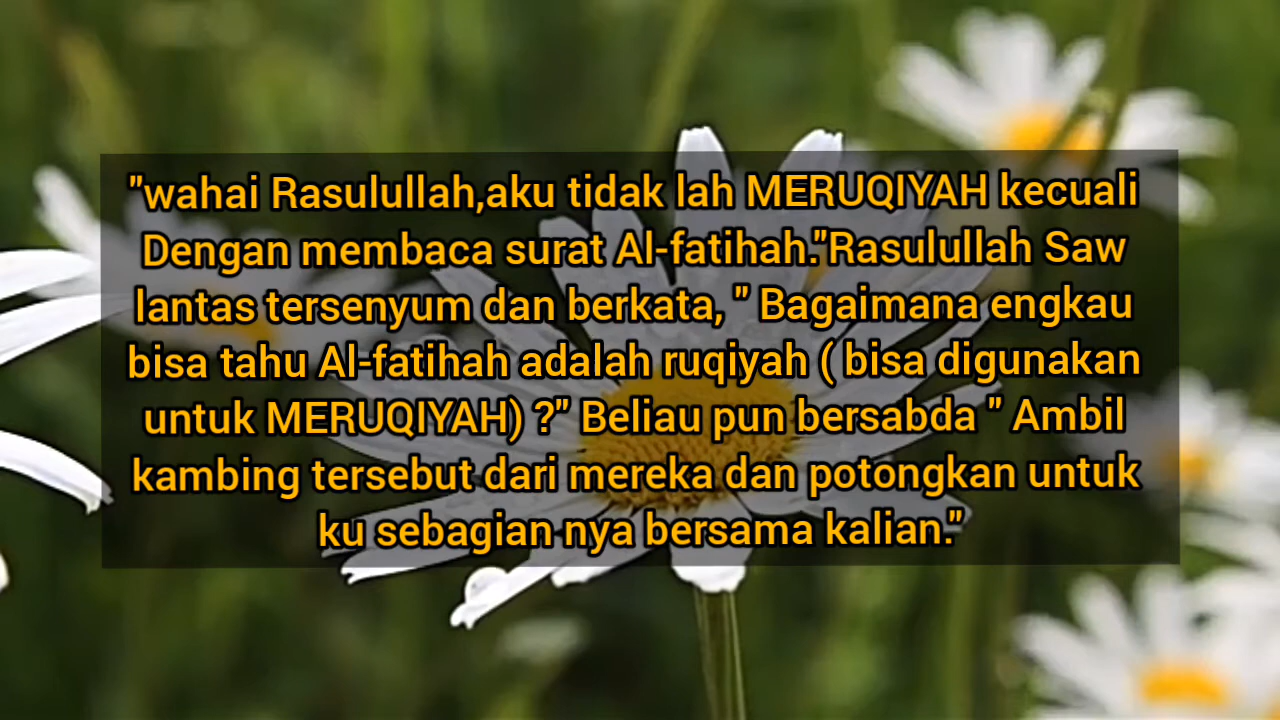 "wahai Rasulullah,aku tidak lah MERUQIYAH kecuali
Dengan membaca surat Al-fatihah."Rasulullah Saw
lantas tersenyum dan berkata, " Bagaimana engkau
bisa tahu Al-fatihah adalah ruqiyah ( bisa digunakan
untuk MERUQIYAH) ?" Beliau pun bersabda " Ambil
kambing tersebut dari mereka dan potongkan untuk
ku sebagian nya bersama kalian."